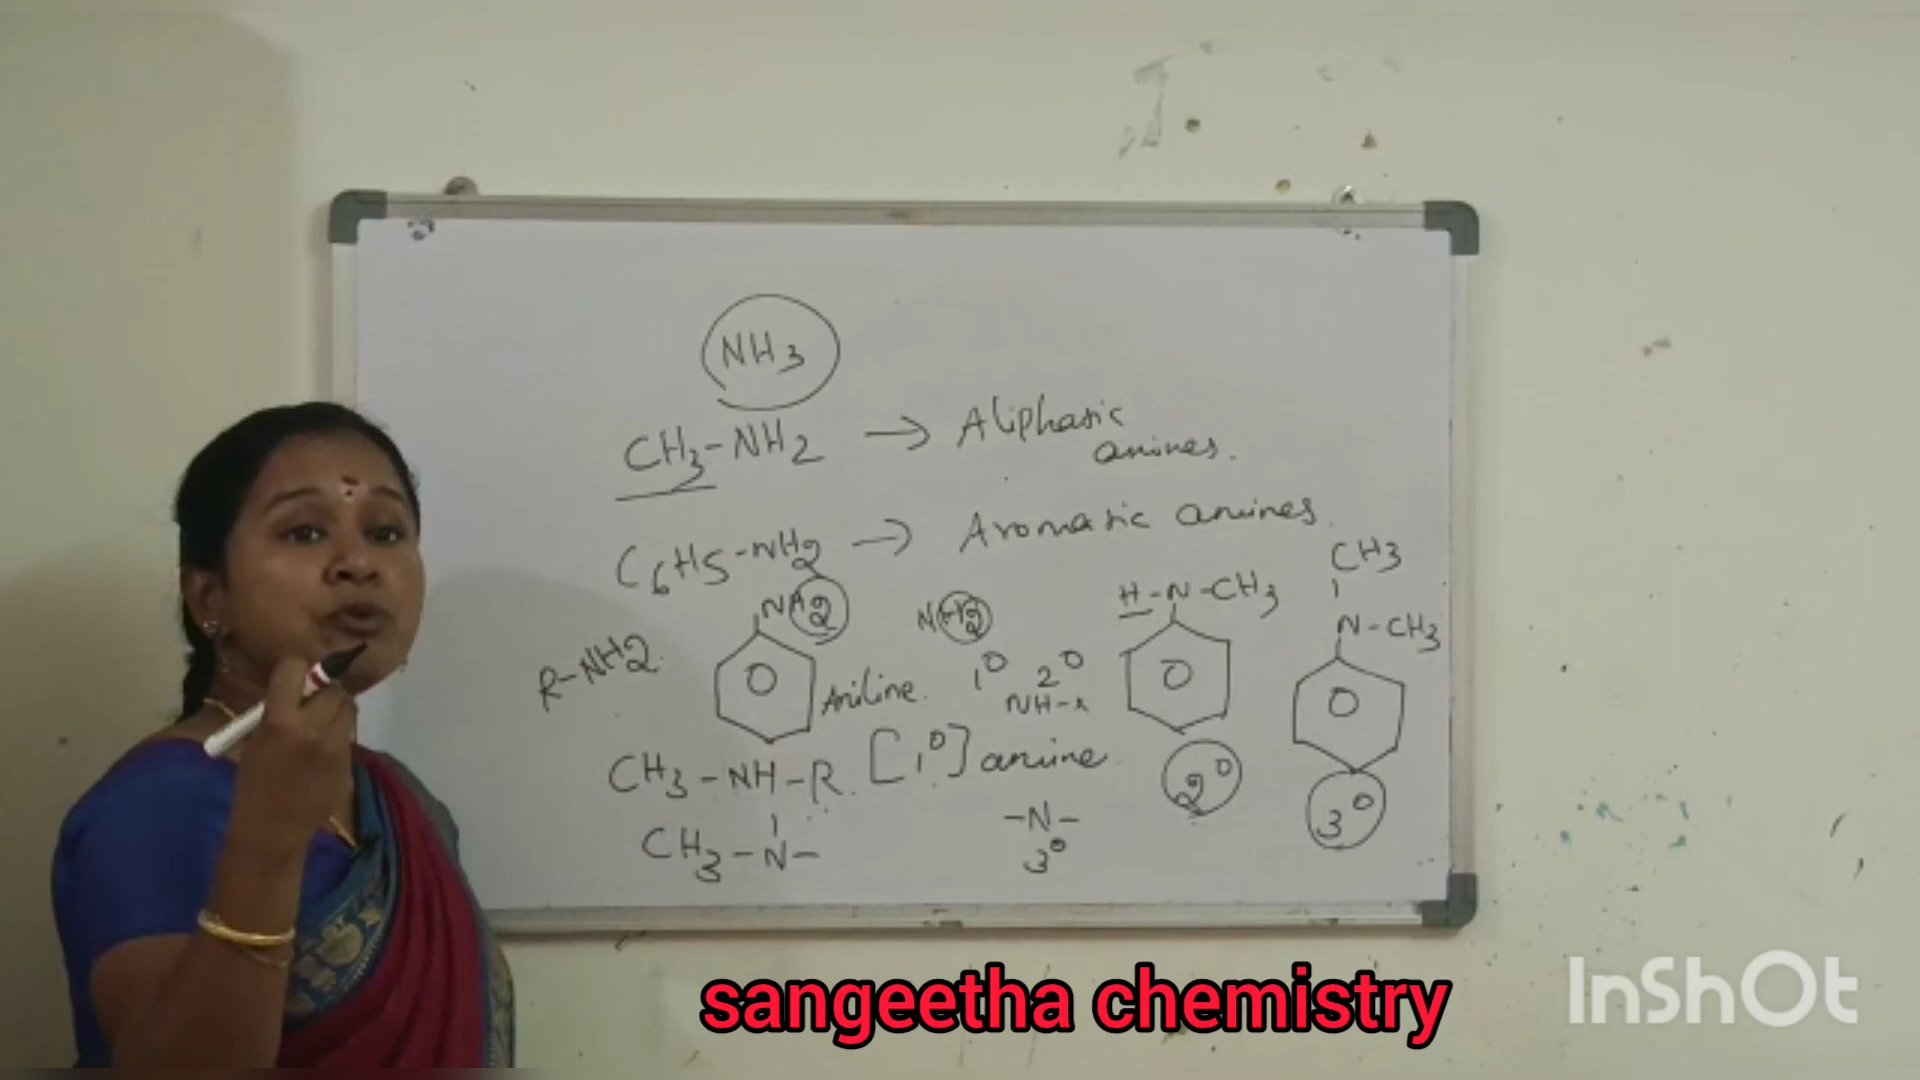 NH3
CH3-NH2 → Aliphatic
amines.
C6H5-NH2 → Aromatic amines.
CH3
NH2
NH2
H-N-CH3
N-CH3
R-NH2
Aniline.
1° 2°
NH-R
CH3-NH-R. [1°] amine.
2°
3°
CH3-N-
-N-
3°
sangeetha chemistry
InShOt